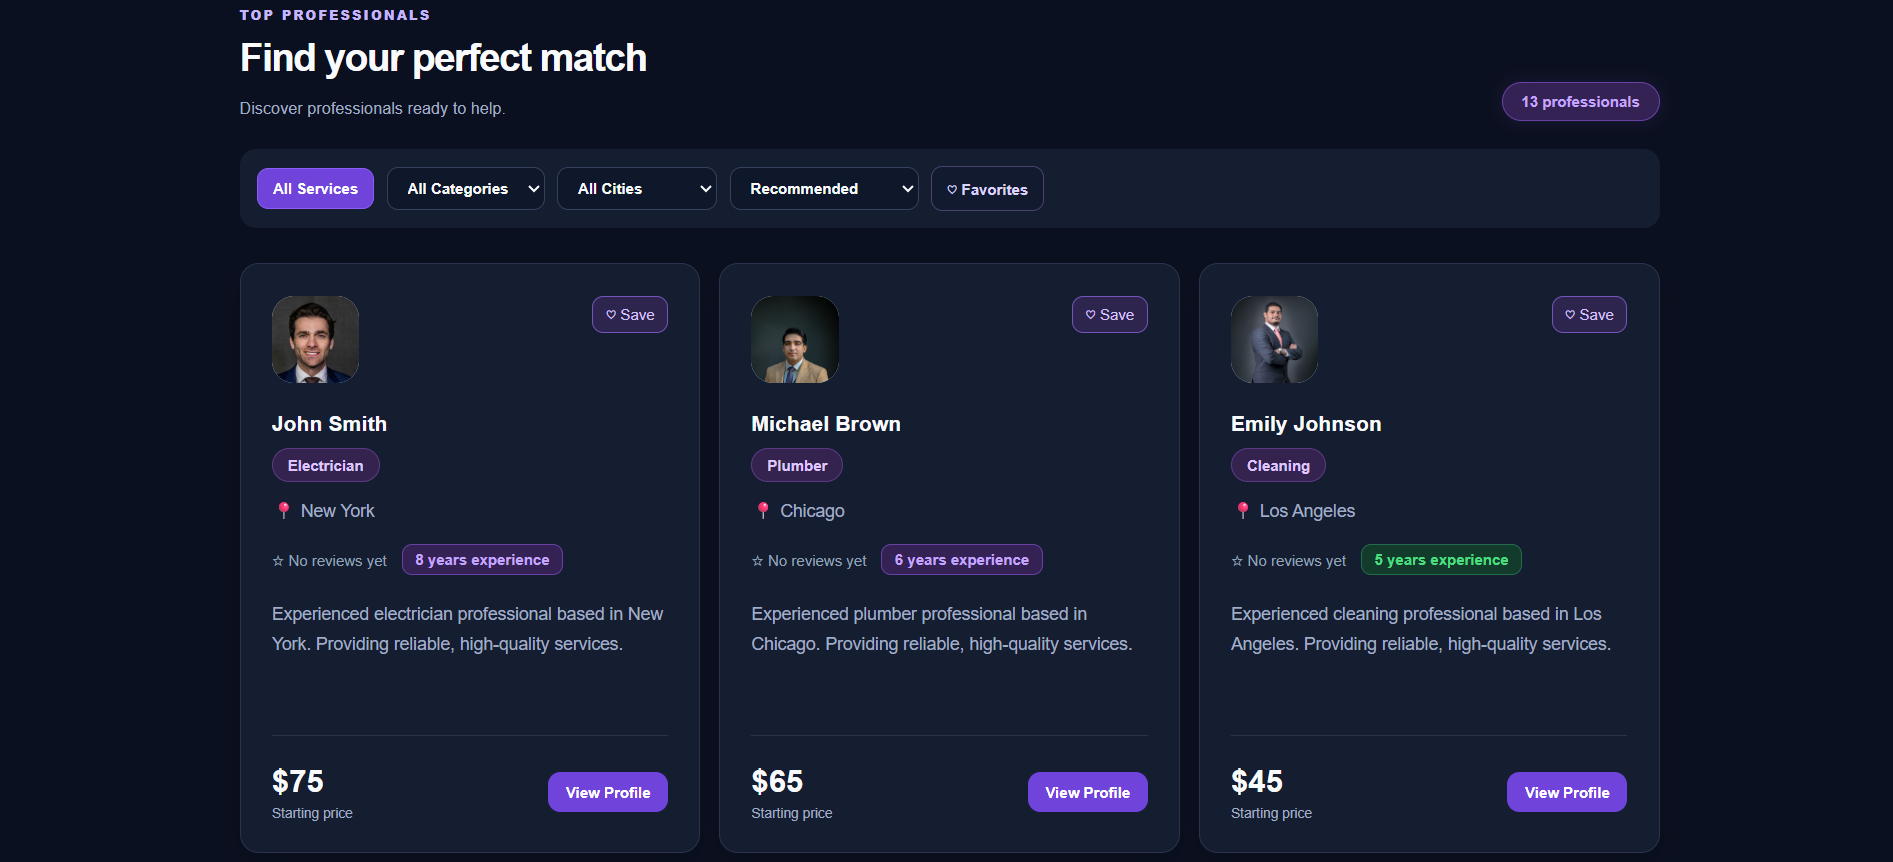 TOP PROFESSIONALS
Find your perfect match
Discover professionals ready to help.
13 professionals
All Services
All Categories
All Cities
Recommended
♡ Favorites
♡ Save
John Smith
Electrician
📍 New York
☆ No reviews yet
8 years experience
Experienced electrician professional based in New
York. Providing reliable, high-quality services.
$75
Starting price
View Profile
♡ Save
Michael Brown
Plumber
📍 Chicago
☆ No reviews yet
6 years experience
Experienced plumber professional based in
Chicago. Providing reliable, high-quality services.
$65
Starting price
View Profile
♡ Save
Emily Johnson
Cleaning
📍 Los Angeles
☆ No reviews yet
5 years experience
Experienced cleaning professional based in Los
Angeles. Providing reliable, high-quality services.
$45
Starting price
View Profile